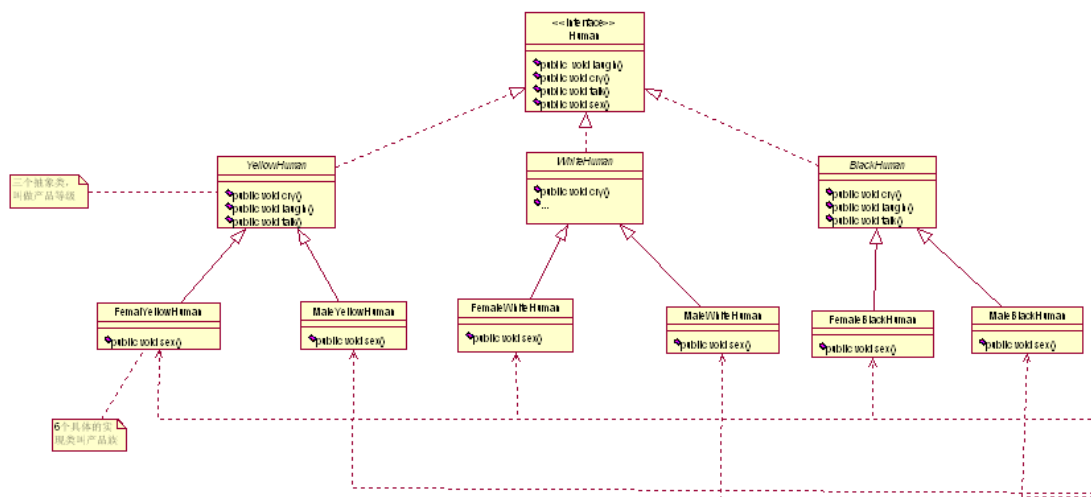 <<Interface>>
Human
public void laugh()
public void cry()
public void talk()
public void sex()
YellowHuman
public void cry()
public void laugh()
public void talk()
WhiteHuman
public void cry()
...
BlackHuman
public void cry()
public void laugh()
public void talk()
三个抽象类,
叫做产品等级
FemalYellowHuman
public void sex()
MaleYellowHuman
public void sex()
FemaleWhiteHuman
public void sex()
MaleWhiteHuman
public void sex()
FemaleBlackHuman
public void sex()
MaleBlackHuman
public void sex()
6个具体的实
现类叫产品族